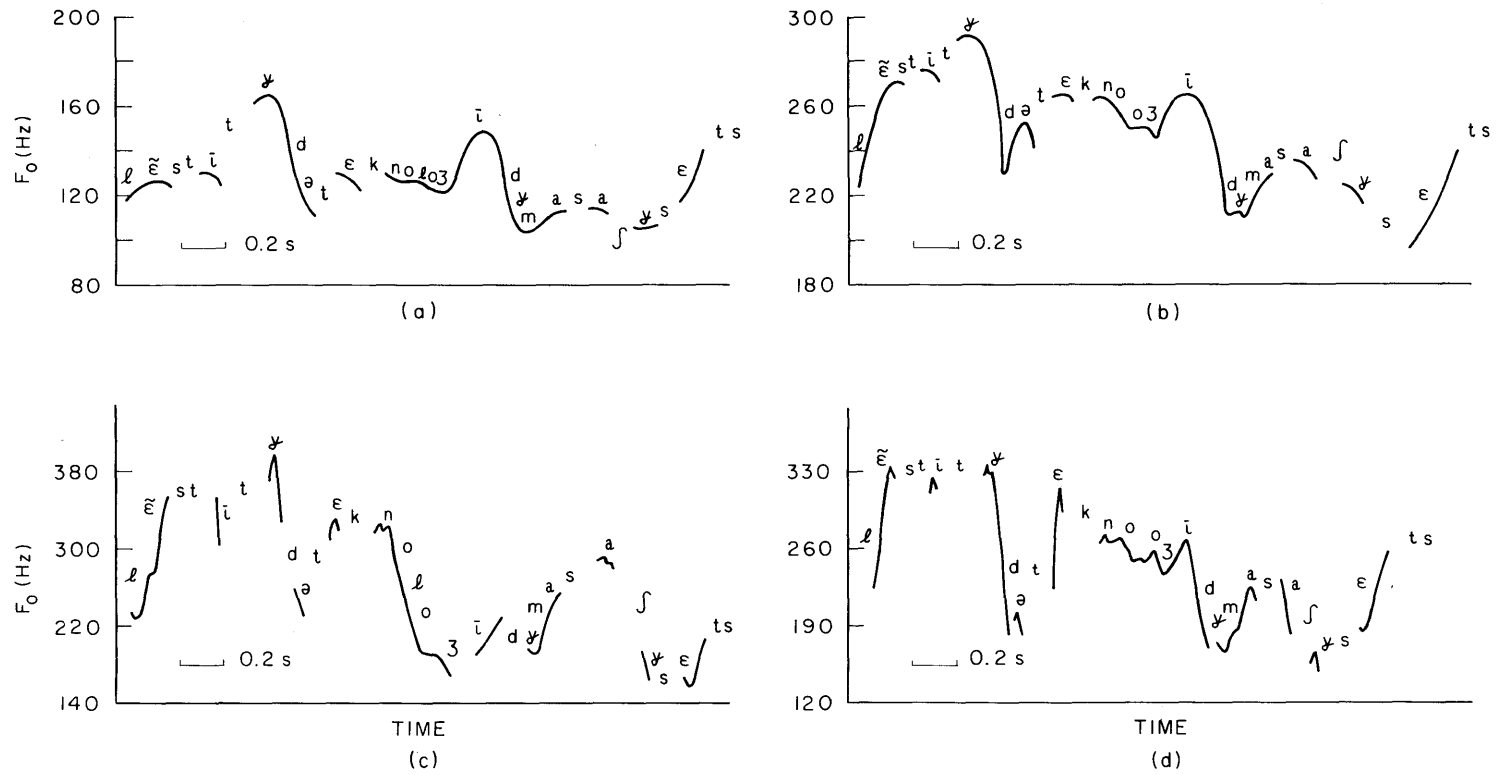 200
160
120
80
F₀ (Hz)
ℓ ɛ̃ s t ī t ɏ d ə t ɛ k n o ℓ o ʒ ī d ɏ m a s a ʃ ɏ s ɛ t s
0.2 s
(a)
300
260
220
180
ℓ ɛ̃ s t ī t ɏ d ə t ɛ k n o o ʒ ī d ɏ m a s a ʃ ɏ s ɛ t s
0.2 s
(b)
380
300
220
140
F₀ (Hz)
ℓ ɛ̃ s t ī t ɏ d ə t ɛ k n o ℓ o ʒ ī d ɏ m a s a ʃ ɏ s ɛ t s
0.2 s
TIME
(c)
330
260
190
120
ℓ ɛ̃ s t ī t ɏ d ə t ɛ k n o o ʒ ī d ɏ m a s a ʃ ɏ s ɛ t s
0.2 s
TIME
(d)